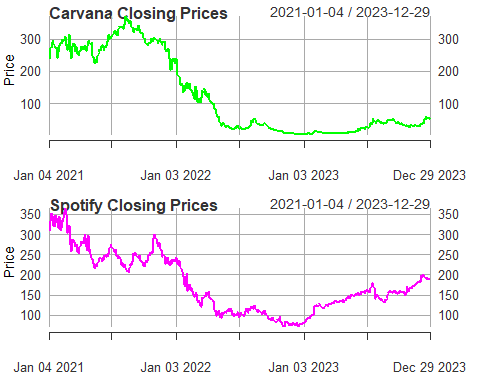 Carvana Closing Prices 2021-01-04 / 2023-12-29
Price
300 300
200 200
100 100
Jan 04 2021 Jan 03 2022 Jan 03 2023 Dec 29 2023
Spotify Closing Prices 2021-01-04 / 2023-12-29
Price
350 350
300 300
250 250
200 200
150 150
100 100
Jan 04 2021 Jan 03 2022 Jan 03 2023 Dec 29 2023